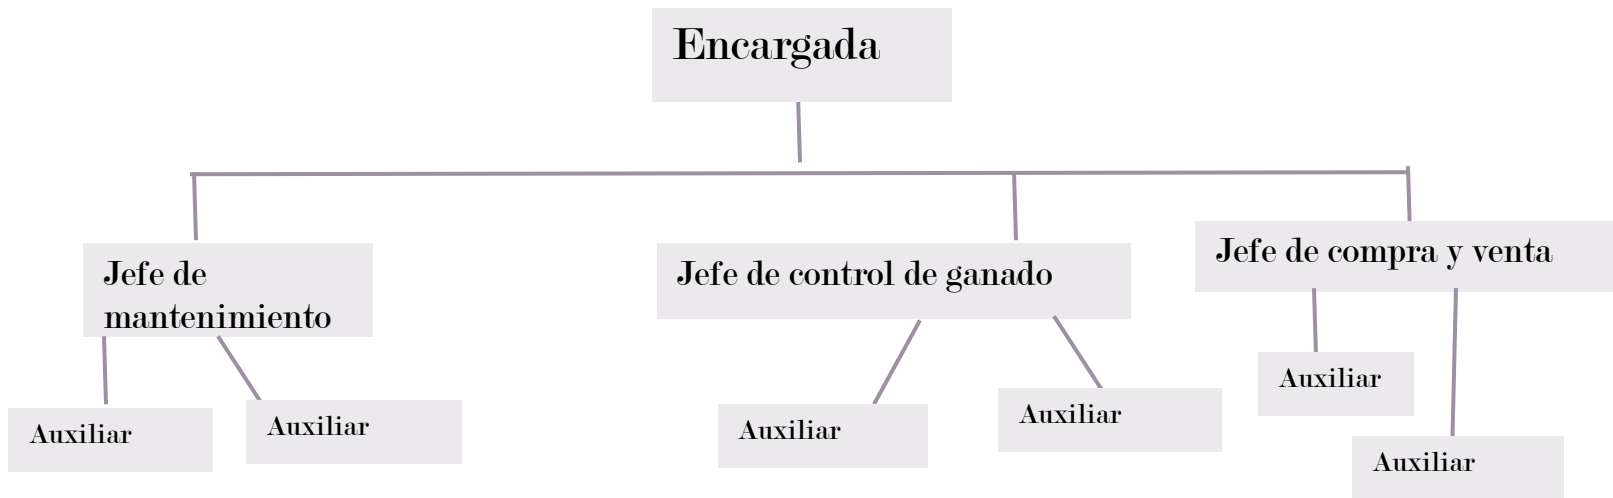 Encargada
Jefe de
mantenimiento
Jefe de control de ganado
Jefe de compra y venta
Auxiliar
Auxiliar
Auxiliar
Auxiliar
Auxiliar
Auxiliar